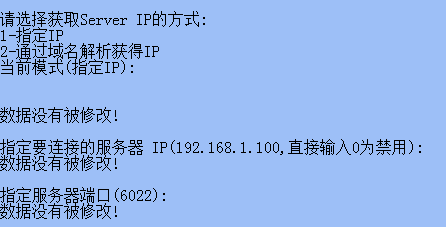 请选择获取Server IP的方式:
1-指定IP
2-通过域名解析获得IP
当前模式(指定IP):
数据没有被修改!
指定要连接的服务器 IP(192.168.1.100,直接输入0为禁用):
数据没有被修改!
指定服务器端口(6022):
数据没有被修改!